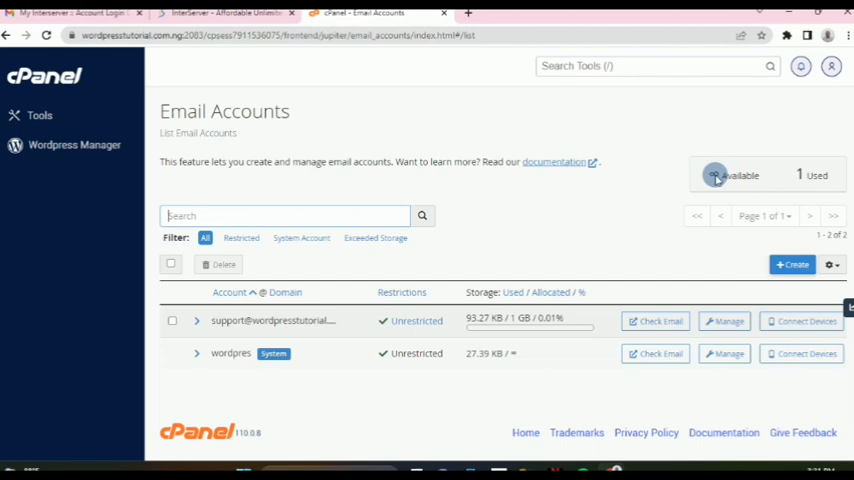 My Interserver :: Account Login
InterServer - Affordable Unlimite
cPanel - Email Accounts
wordpresstutorial.com.ng:2083/cpsess7911536075/frontend/jupiter/email_accounts/index.html#/list
cPanel
Search Tools (/)
Tools
Wordpress Manager
Email Accounts
List Email Accounts
This feature lets you create and manage email accounts. Want to learn more? Read our documentation .
∞ Available 1 Used
Search
<< < Page 1 of 1 > >>
Filter: All Restricted System Account Exceeded Storage
1 - 2 of 2
Delete
+ Create
Account @ Domain Restrictions Storage: Used / Allocated / %
support@wordpresstutorial.... Unrestricted 93.27 KB / 1 GB / 0.01% Check Email Manage Connect Devices
wordpres System Unrestricted 27.39 KB / ∞ Check Email Manage Connect Devices
cPanel 110.0.8
Home Trademarks Privacy Policy Documentation Give Feedback